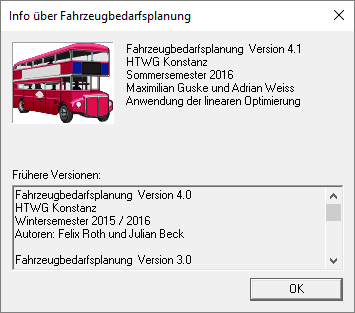 Info über Fahrzeugbedarfsplanung
Fahrzeugbedarfsplanung Version 4.1
HTWG Konstanz
Sommersemester 2016
Maximilian Guske und Adrian Weiss
Anwendung der linearen Optimierung
Frühere Versionen:
Fahrzeugbedarfsplanung Version 4.0
HTWG Konstanz
Wintersemester 2015 / 2016
Autoren: Felix Roth und Julian Beck
Fahrzeugbedarfsplanung Version 3.0
OK